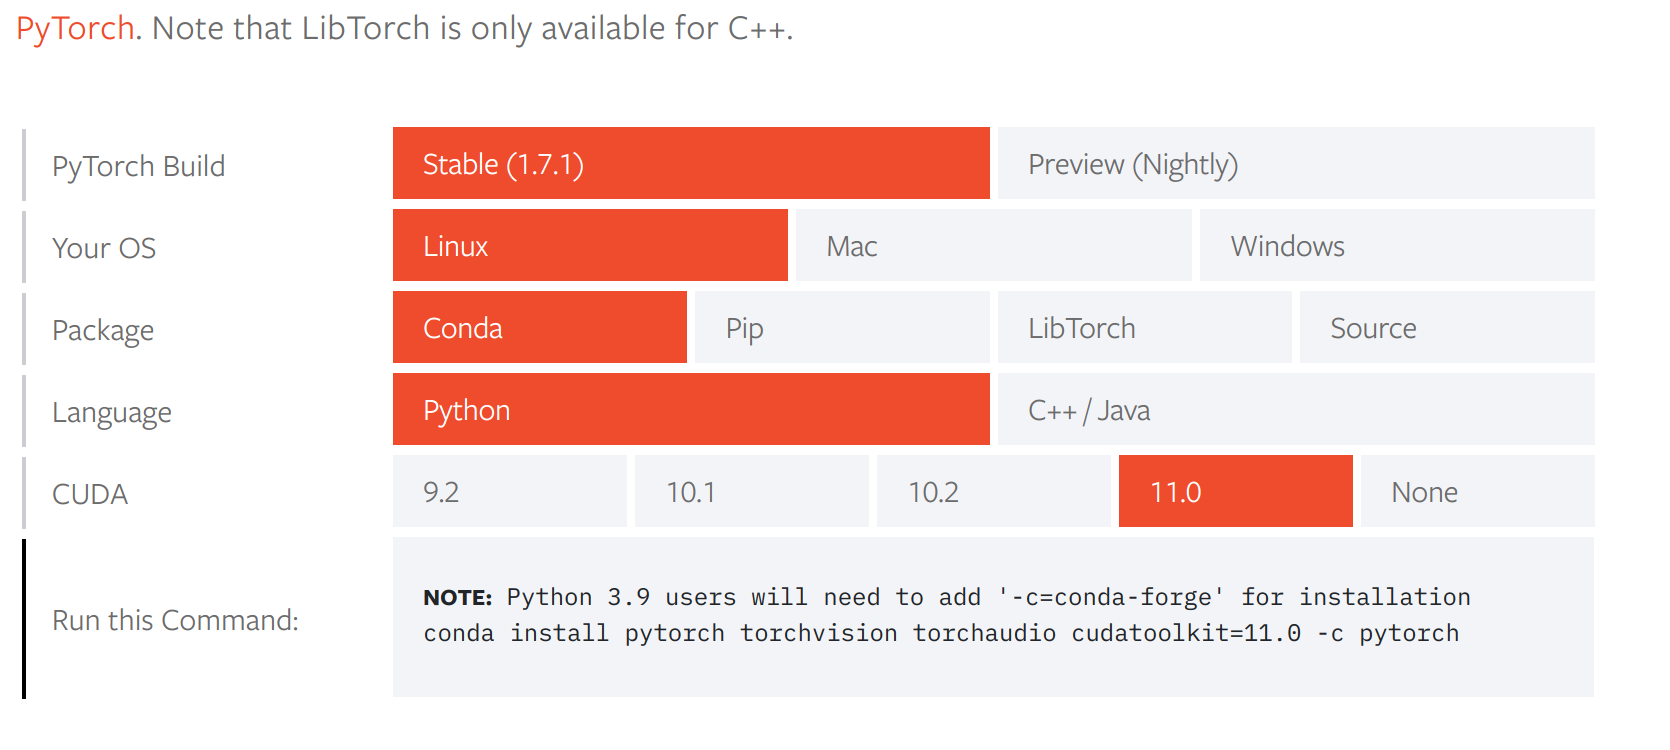 PyTorch. Note that LibTorch is only available for C++.
PyTorch Build
Stable (1.7.1)
Preview (Nightly)
Your OS
Linux
Mac
Windows
Package
Conda
Pip
LibTorch
Source
Language
Python
C++ / Java
CUDA
9.2
10.1
10.2
11.0
None
Run this Command:
NOTE: Python 3.9 users will need to add '-c=conda-forge' for installation
conda install pytorch torchvision torchaudio cudatoolkit=11.0 -c pytorch